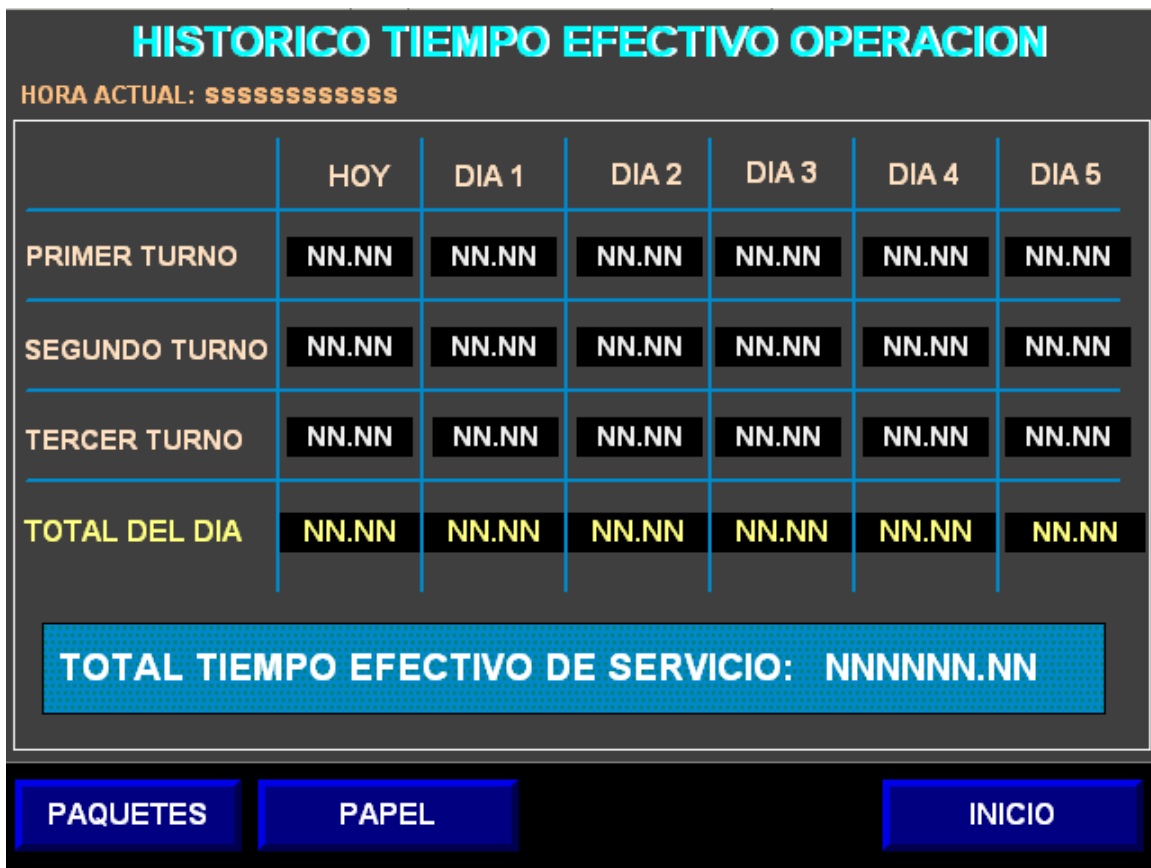 HISTORICO TIEMPO EFECTIVO OPERACION
HORA ACTUAL: ssssssssssss
HOY DIA 1 DIA 2 DIA 3 DIA 4 DIA 5
PRIMER TURNO NN.NN NN.NN NN.NN NN.NN NN.NN NN.NN
SEGUNDO TURNO NN.NN NN.NN NN.NN NN.NN NN.NN NN.NN
TERCER TURNO NN.NN NN.NN NN.NN NN.NN NN.NN NN.NN
TOTAL DEL DIA NN.NN NN.NN NN.NN NN.NN NN.NN NN.NN
TOTAL TIEMPO EFECTIVO DE SERVICIO: NNNNNN.NN
PAQUETES PAPEL INICIO